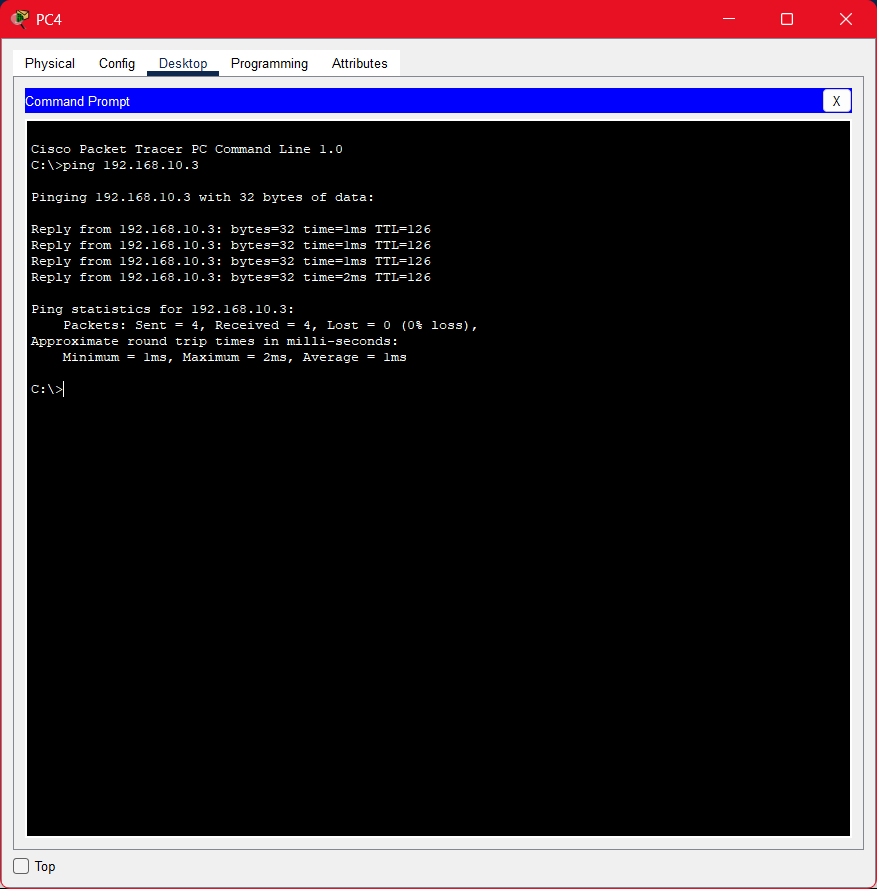 PC4
Physical Config Desktop Programming Attributes
Command Prompt
X
Cisco Packet Tracer PC Command Line 1.0
C:\>ping 192.168.10.3
Pinging 192.168.10.3 with 32 bytes of data:
Reply from 192.168.10.3: bytes=32 time=1ms TTL=126
Reply from 192.168.10.3: bytes=32 time=1ms TTL=126
Reply from 192.168.10.3: bytes=32 time=1ms TTL=126
Reply from 192.168.10.3: bytes=32 time=2ms TTL=126
Ping statistics for 192.168.10.3:
    Packets: Sent = 4, Received = 4, Lost = 0 (0% loss),
Approximate round trip times in milli-seconds:
    Minimum = 1ms, Maximum = 2ms, Average = 1ms
C:\>
Top